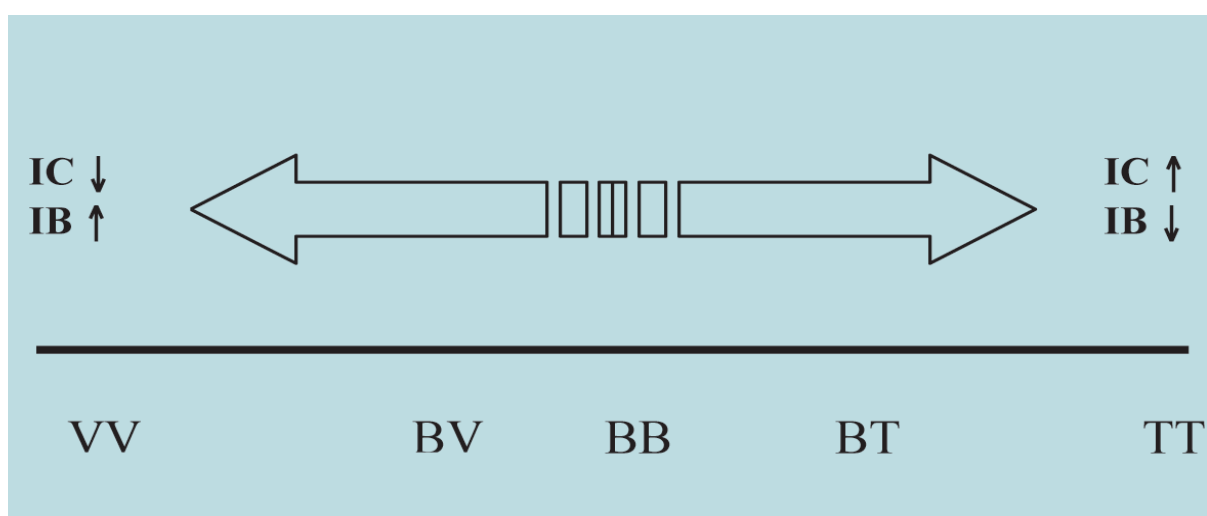 IC ↓ IC ↑
IB ↑ IB ↓
VV BV BB BT TT